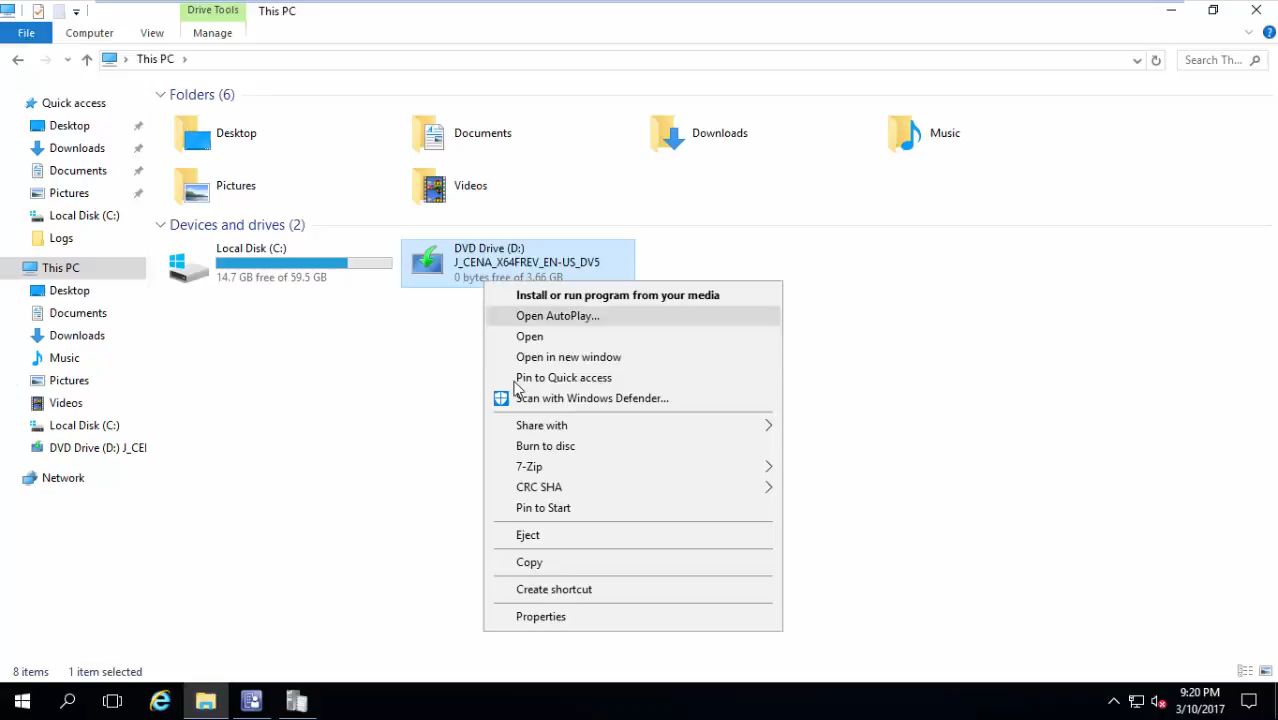 Drive Tools
This PC
File
Computer
View
Manage
This PC
Search Th...
Quick access
Desktop
Downloads
Documents
Pictures
Local Disk (C:)
Logs
This PC
Desktop
Documents
Downloads
Music
Pictures
Videos
Local Disk (C:)
DVD Drive (D:) J_CEI
Network
Folders (6)
Desktop
Documents
Downloads
Music
Pictures
Videos
Devices and drives (2)
Local Disk (C:)
14.7 GB free of 59.5 GB
DVD Drive (D:)
J_CENA_X64FREV_EN-US_DV5
0 bytes free of 3.66 GB
Install or run program from your media
Open AutoPlay...
Open
Open in new window
Pin to Quick access
Scan with Windows Defender...
Share with
Burn to disc
7-Zip
CRC SHA
Pin to Start
Eject
Copy
Create shortcut
Properties
8 items
1 item selected
9:20 PM
3/10/2017